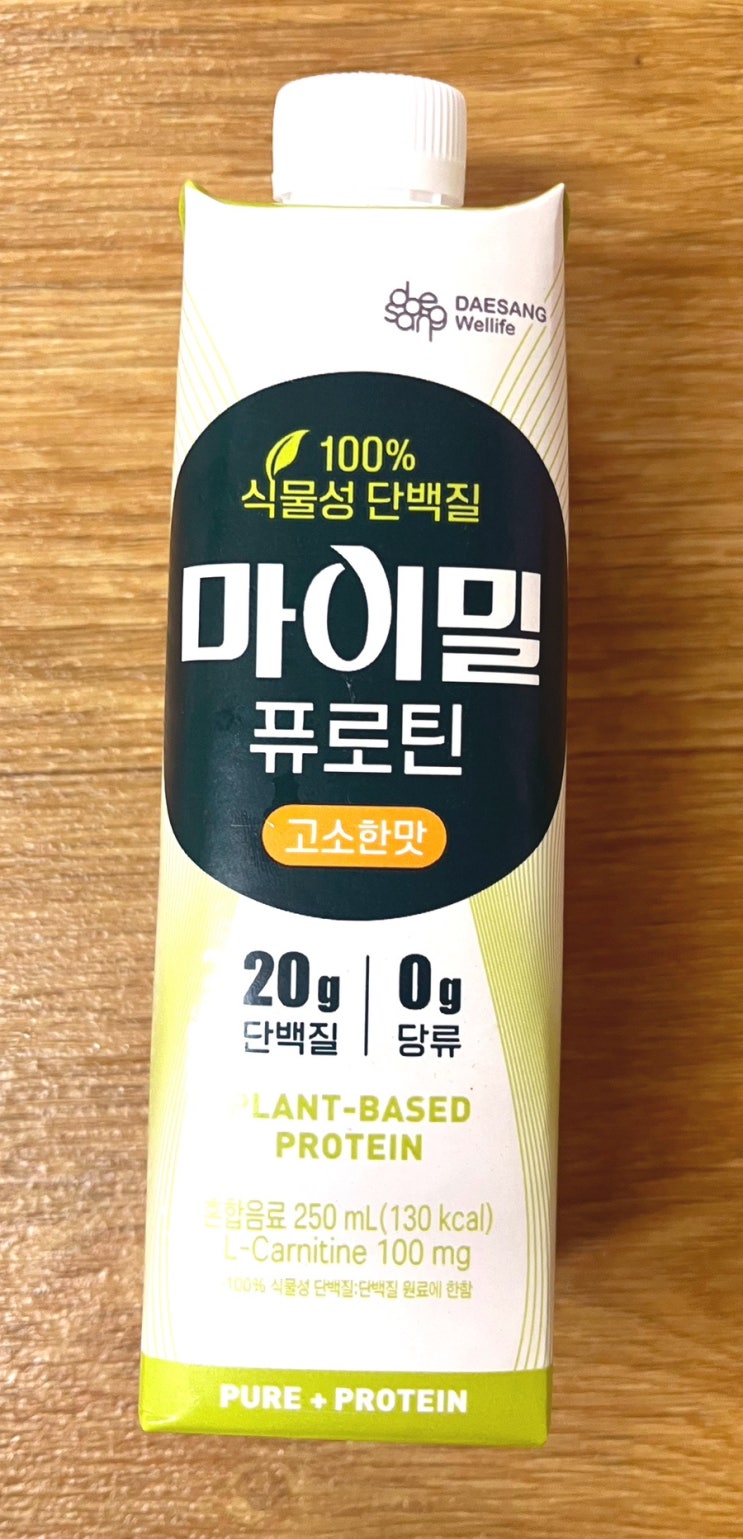 daesang
DAESANG
Wellife
100%
식물성 단백질
마이밀
퓨로틴
고소한맛
20g 0g
단백질 당류
PLANT-BASED
PROTEIN
혼합음료 250 mL(130 kcal)
L-Carnitine 100 mg
100% 식물성 단백질:단백질 원료에 한함
PURE + PROTEIN